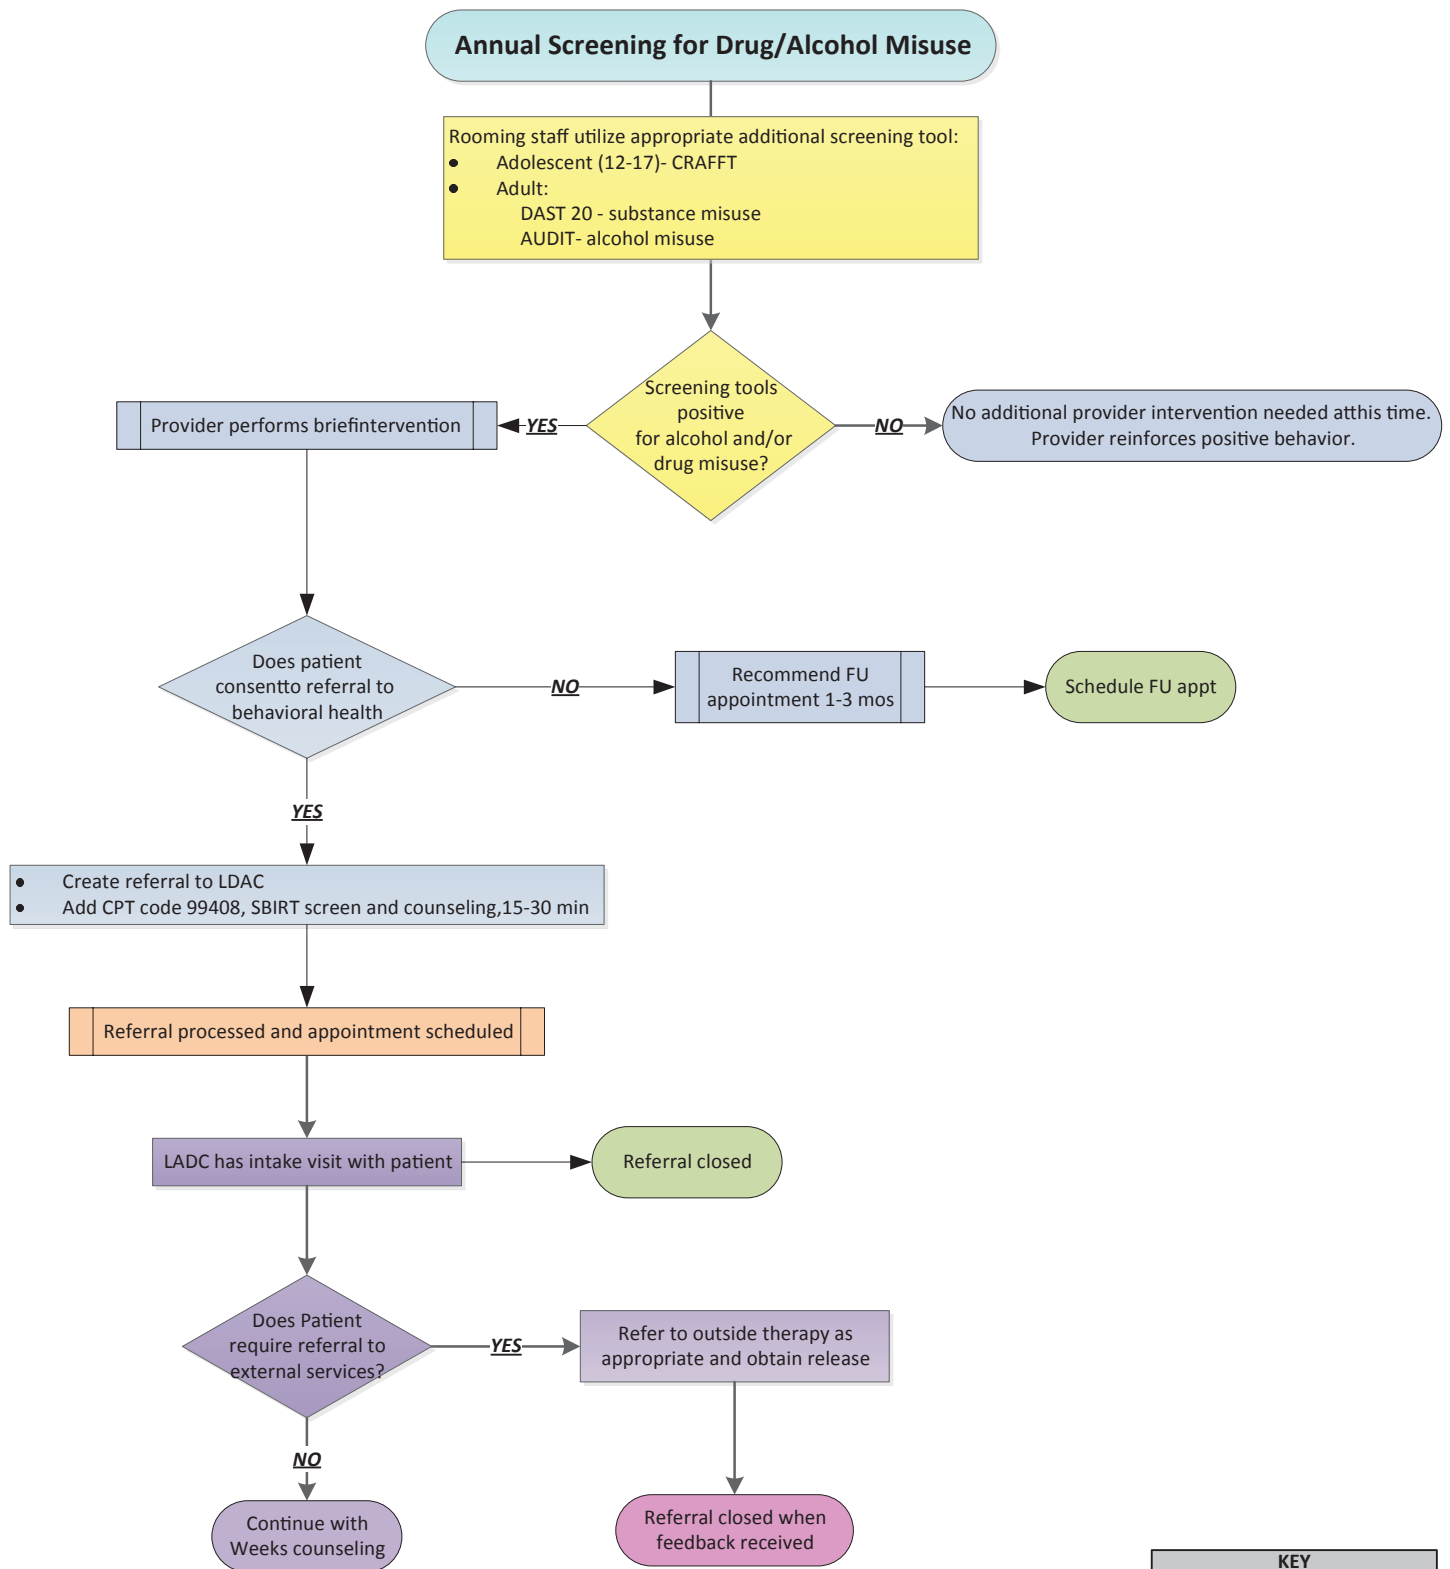 Annual Screening for Drug/Alcohol Misuse
Rooming staff utilize appropriate additional screening tool:
● Adolescent (12-17)- CRAFFT
● Adult:
DAST 20 - substance misuse
AUDIT- alcohol misuse
Screening tools
positive
for alcohol and/or
drug misuse?
YES
NO
Provider performs briefintervention
No additional provider intervention needed atthis time.
Provider reinforces positive behavior.
Does patient
consentto referral to
behavioral health
NO
Recommend FU
appointment 1-3 mos
Schedule FU appt
YES
● Create referral to LDAC
● Add CPT code 99408, SBIRT screen and counseling,15-30 min
Referral processed and appointment scheduled
LADC has intake visit with patient
Referral closed
Does Patient
require referral to
external services?
YES
Refer to outside therapy as
appropriate and obtain release
NO
Continue with
Weeks counseling
Referral closed when
feedback received
KEY